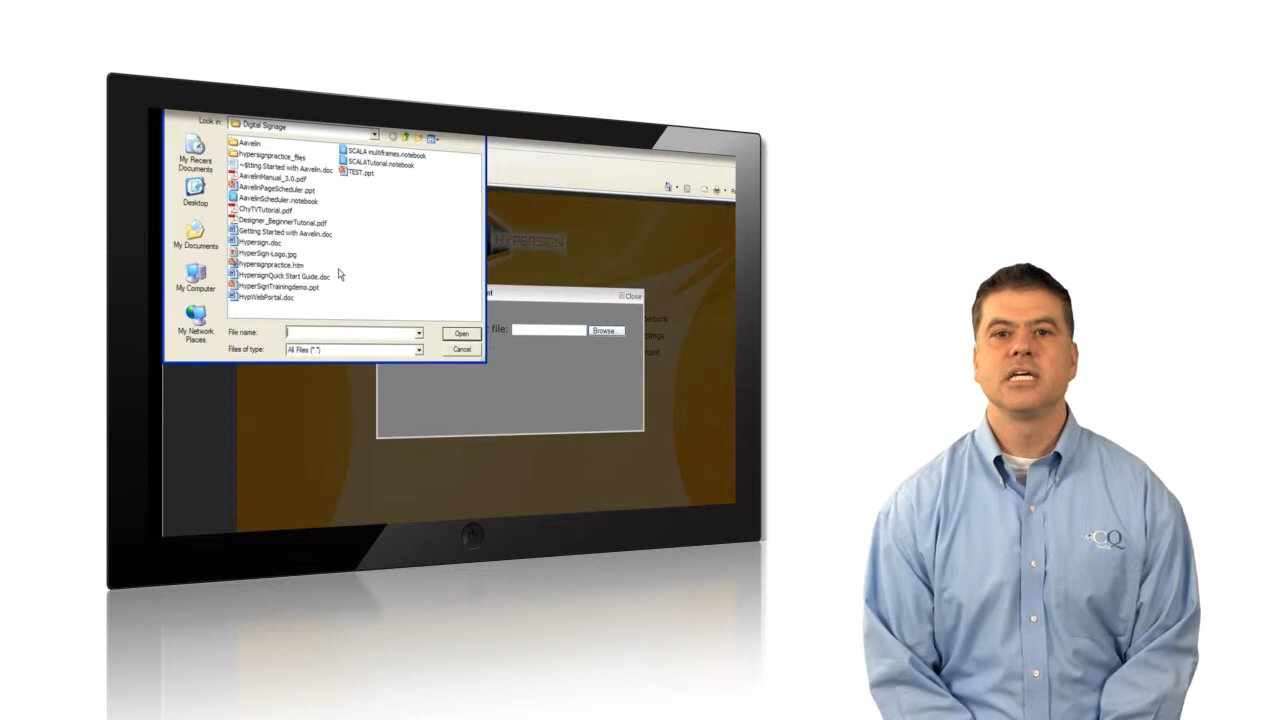 Look in:
Digital Signage
My Recent
Documents
Desktop
My Documents
My Computer
My Network
Places
Aavelin
hypersignpractice_files
~$tting Started with Aavelin.doc
AavelinManual_3.0.pdf
AavelinPageScheduler.ppt
AavelinScheduler.notebook
ChyTVTutorial.pdf
Designer_BeginnerTutorial.pdf
Getting Started with Aavelin.doc
Hypersign.doc
HyperSign-Logo.jpg
hypersignpractice.htm
HypersignQuick Start Guide.doc
HyperSignTrainingdemo.ppt
HypWebPortal.doc
SCALA multiframes.notebook
SCALATutorial.notebook
TEST.ppt
File name:
Open
Files of type:
All Files (*.*)
Cancel
HYPERSIGN
Close
file:
Browse...
CQ